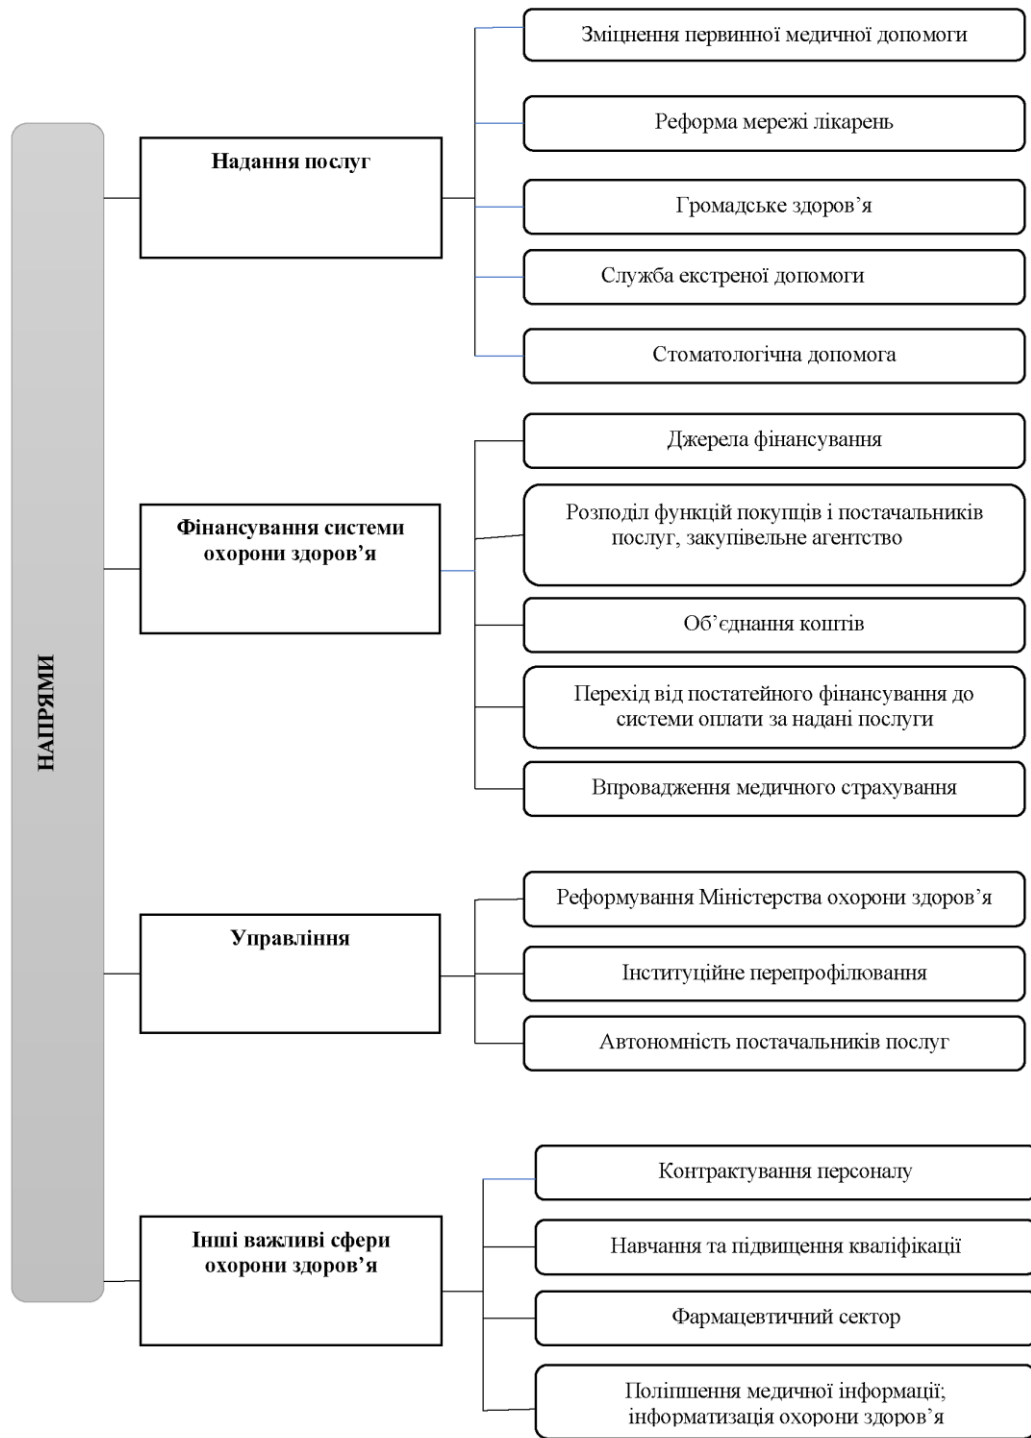 НАПРЯМИ
Надання послуг
Зміцнення первинної медичної допомоги
Реформа мережі лікарень
Громадське здоров’я
Служба екстреної допомоги
Стоматологічна допомога
Фінансування системи
охорони здоров’я
Джерела фінансування
Розподіл функцій покупців і постачальників
послуг, закупівельне агентство
Об’єднання коштів
Перехід від постатейного фінансування до
системи оплати за надані послуги
Впровадження медичного страхування
Управління
Реформування Міністерства охорони здоров’я
Інституційне перепрофілювання
Автономність постачальників послуг
Інші важливі сфери
охорони здоров’я
Контрактування персоналу
Навчання та підвищення кваліфікації
Фармацевтичний сектор
Поліпшення медичної інформації;
інформатизація охорони здоров’я